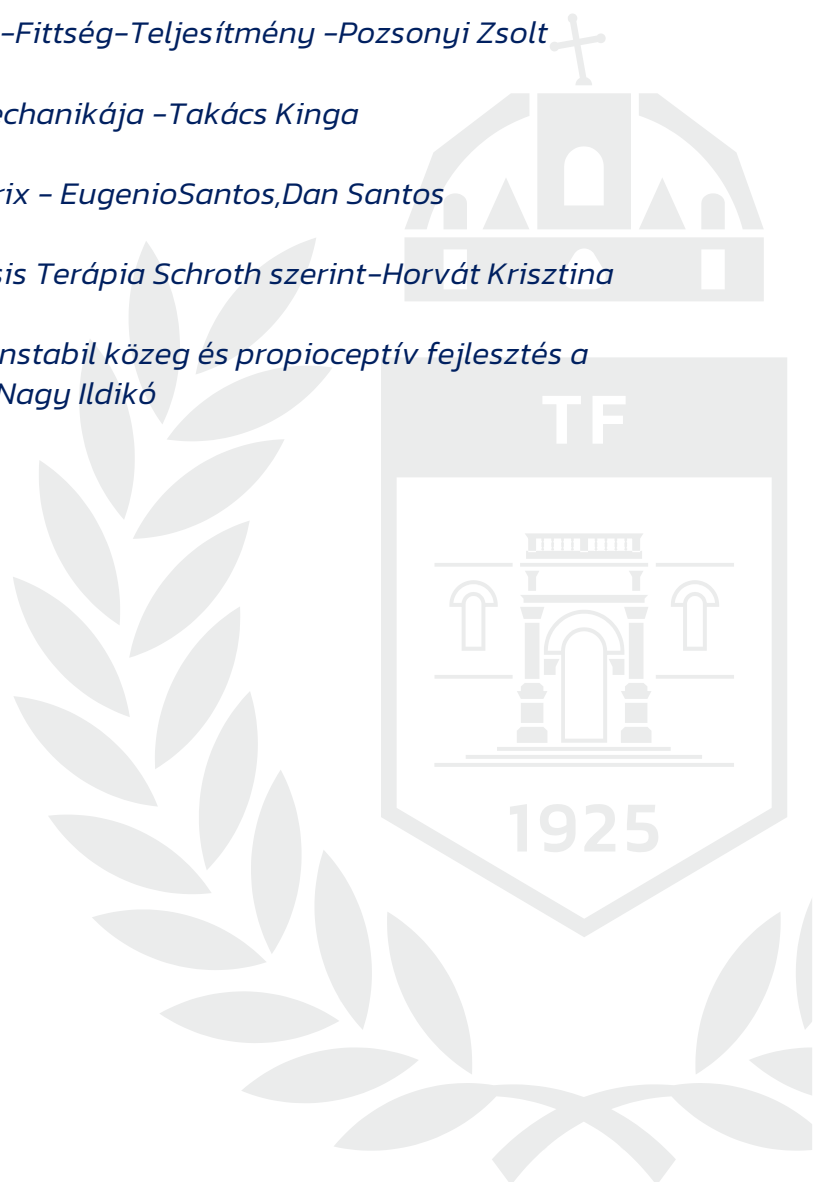 -Fittség-Teljesítmény -Pozsonyi Zsolt
echanikája -Takács Kinga
rix - EugenioSantos,Dan Santos
sis Terápia Schroth szerint-Horvát Krisztina
nstabil közeg és propioceptív fejlesztés a
Nagy Ildikó
TF
1925